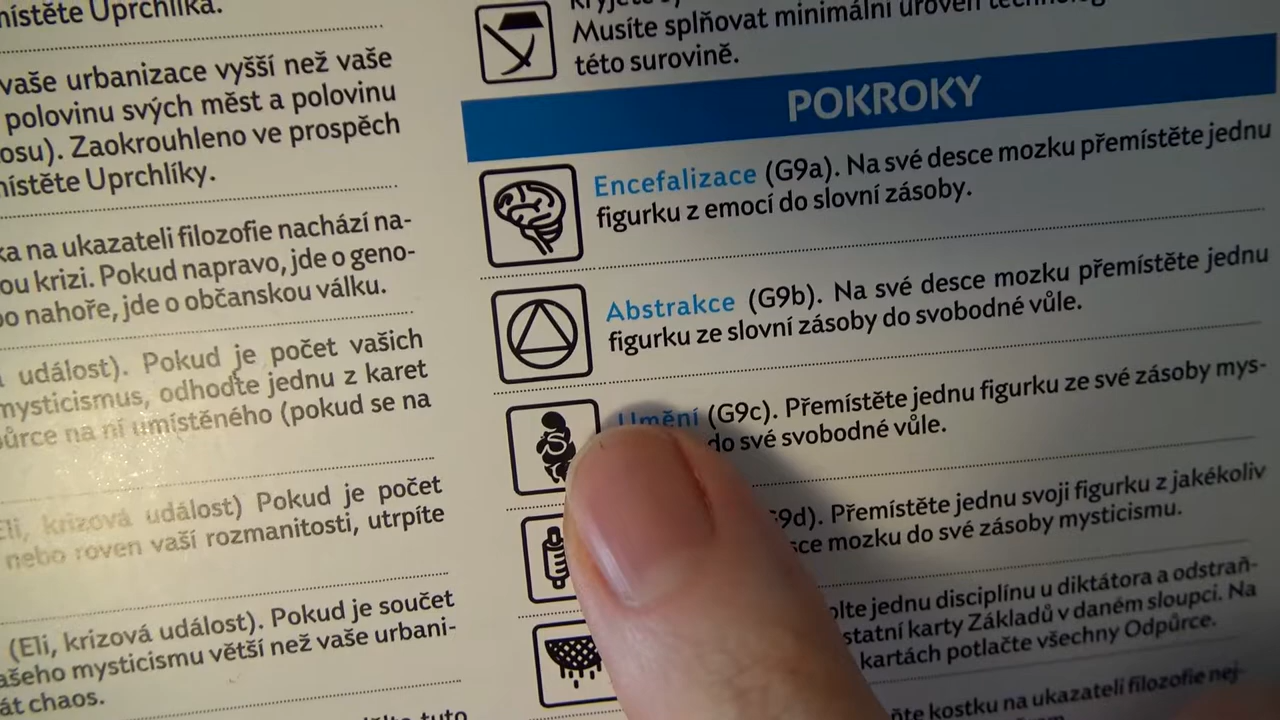 místěte Uprchlíka.
vaše urbanizace vyšší než vaše
polovinu svých měst a polovinu
osu). Zaokrouhleno ve prospěch
místěte Uprchlíky.
ka na ukazateli filozofie nachází na-
ou krizi. Pokud napravo, jde o geno-
bo nahoře, jde o občanskou válku.
událost). Pokud je počet vašich
mysticismus, odhoďte jednu z karet
půrce na ní umístěného (pokud se na
Eli, krizová událost) Pokud je počet
nebo roven vaší rozmanitosti, utrpíte
(Eli, krizová událost). Pokud je součet
ašeho mysticismu větší než vaše urbani-
át chaos.
tuto
Musíte splňovat minimální úroveň
této surovině.
POKROKY
Encefalizace (G9a). Na své desce mozku přemístěte jednu
figurku z emocí do slovní zásoby.
Abstrakce (G9b). Na své desce mozku přemístěte jednu
figurku ze slovní zásoby do svobodné vůle.
Umění (G9c). Přemístěte jednu figurku ze své zásoby mys-
do své svobodné vůle.
9d). Přemístěte jednu svoji figurku z jakékoliv
sce mozku do své zásoby mysticismu.
olte jednu disciplínu u diktátora a odstraň-
statní karty Základů v daném sloupci. Na
kartách potlačte všechny Odpůrce.
ňte kostku na ukazateli filozofie nej-